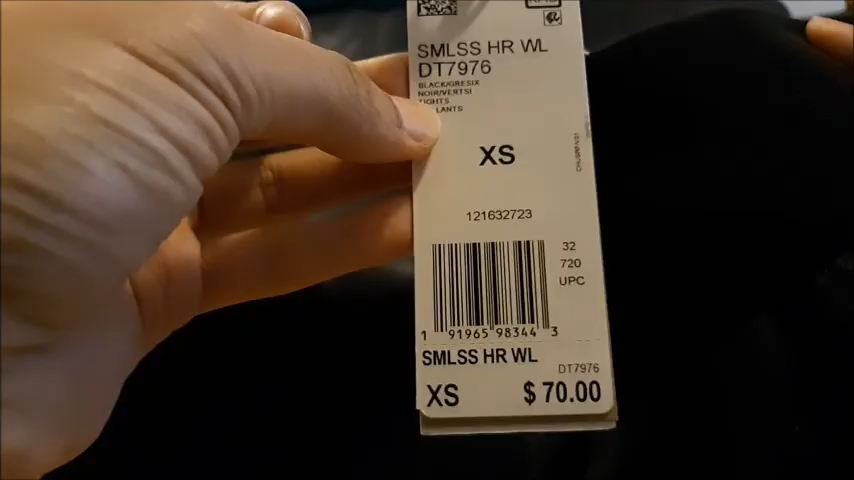 SMLSS HR WL
DT7976
BLACK/GRESIX
NOIR/VERTSI
TIGHTS
LANTS
XS
121632723
32
720
UPC
1 91965 98344 3
SMLSS HR WL
DT7976
XS $70.00